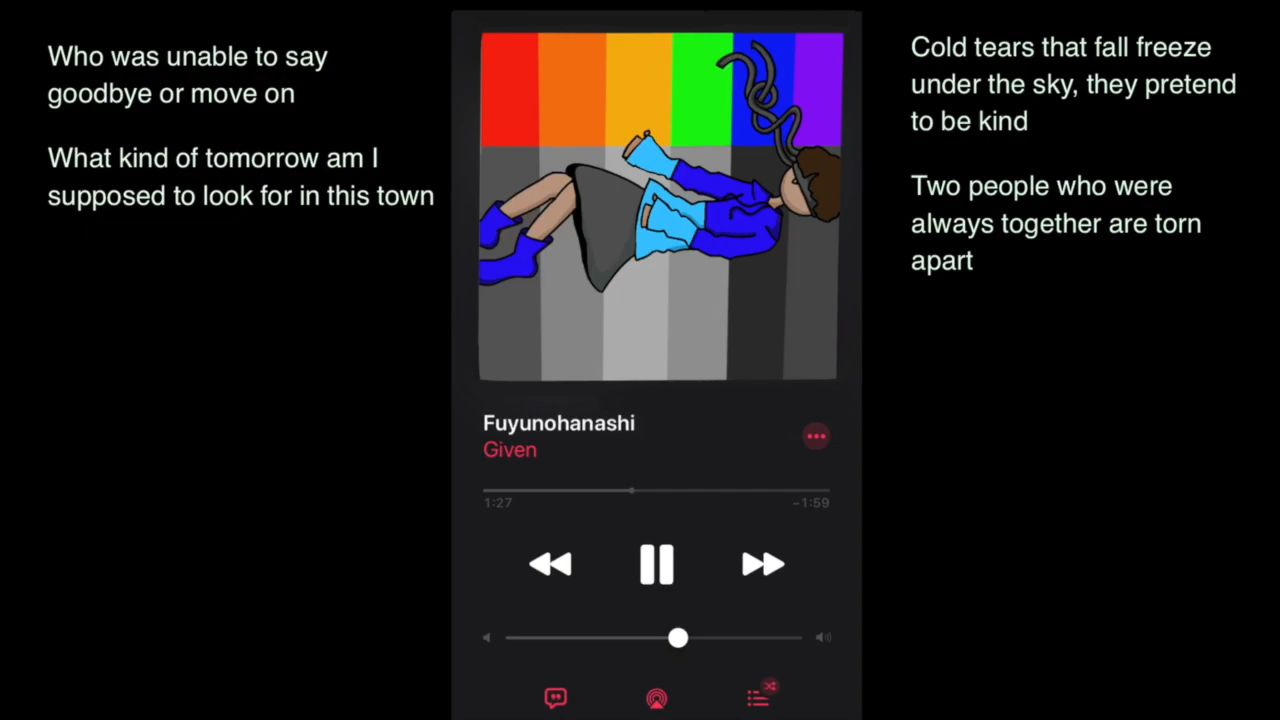 Who was unable to say
goodbye or move on
What kind of tomorrow am I
supposed to look for in this town
Fuyunohanashi
Given
1:27
−1:59
Cold tears that fall freeze
under the sky, they pretend
to be kind
Two people who were
always together are torn
apart